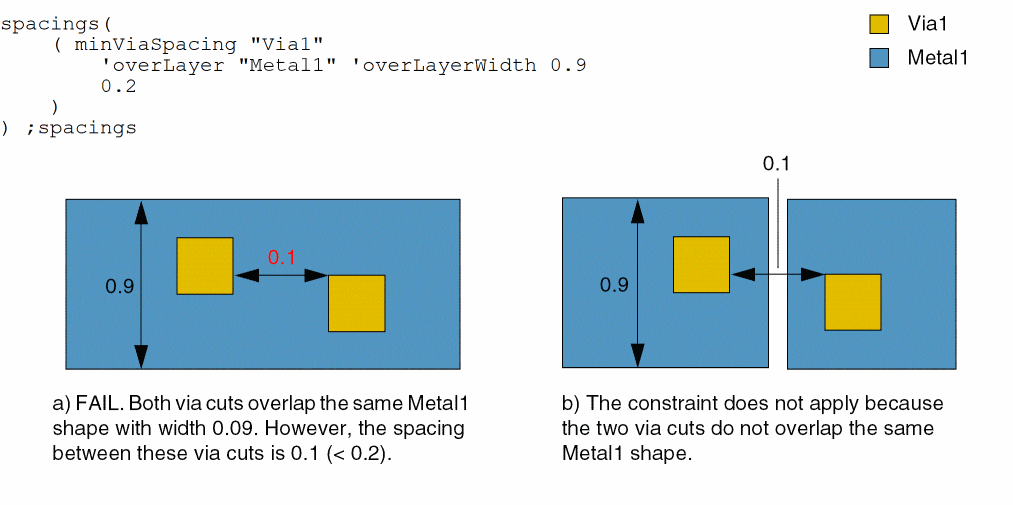 spacings(
( minViaSpacing "Via1"
'overLayer "Metal1" 'overLayerWidth 0.9
0.2
)
) ;spacings
Via1
Metal1
0.1
0.1
0.9
0.9
a) FAIL. Both via cuts overlap the same Metal1
shape with width 0.09. However, the spacing
between these via cuts is 0.1 (< 0.2).
b) The constraint does not apply because
the two via cuts do not overlap the same
Metal1 shape.